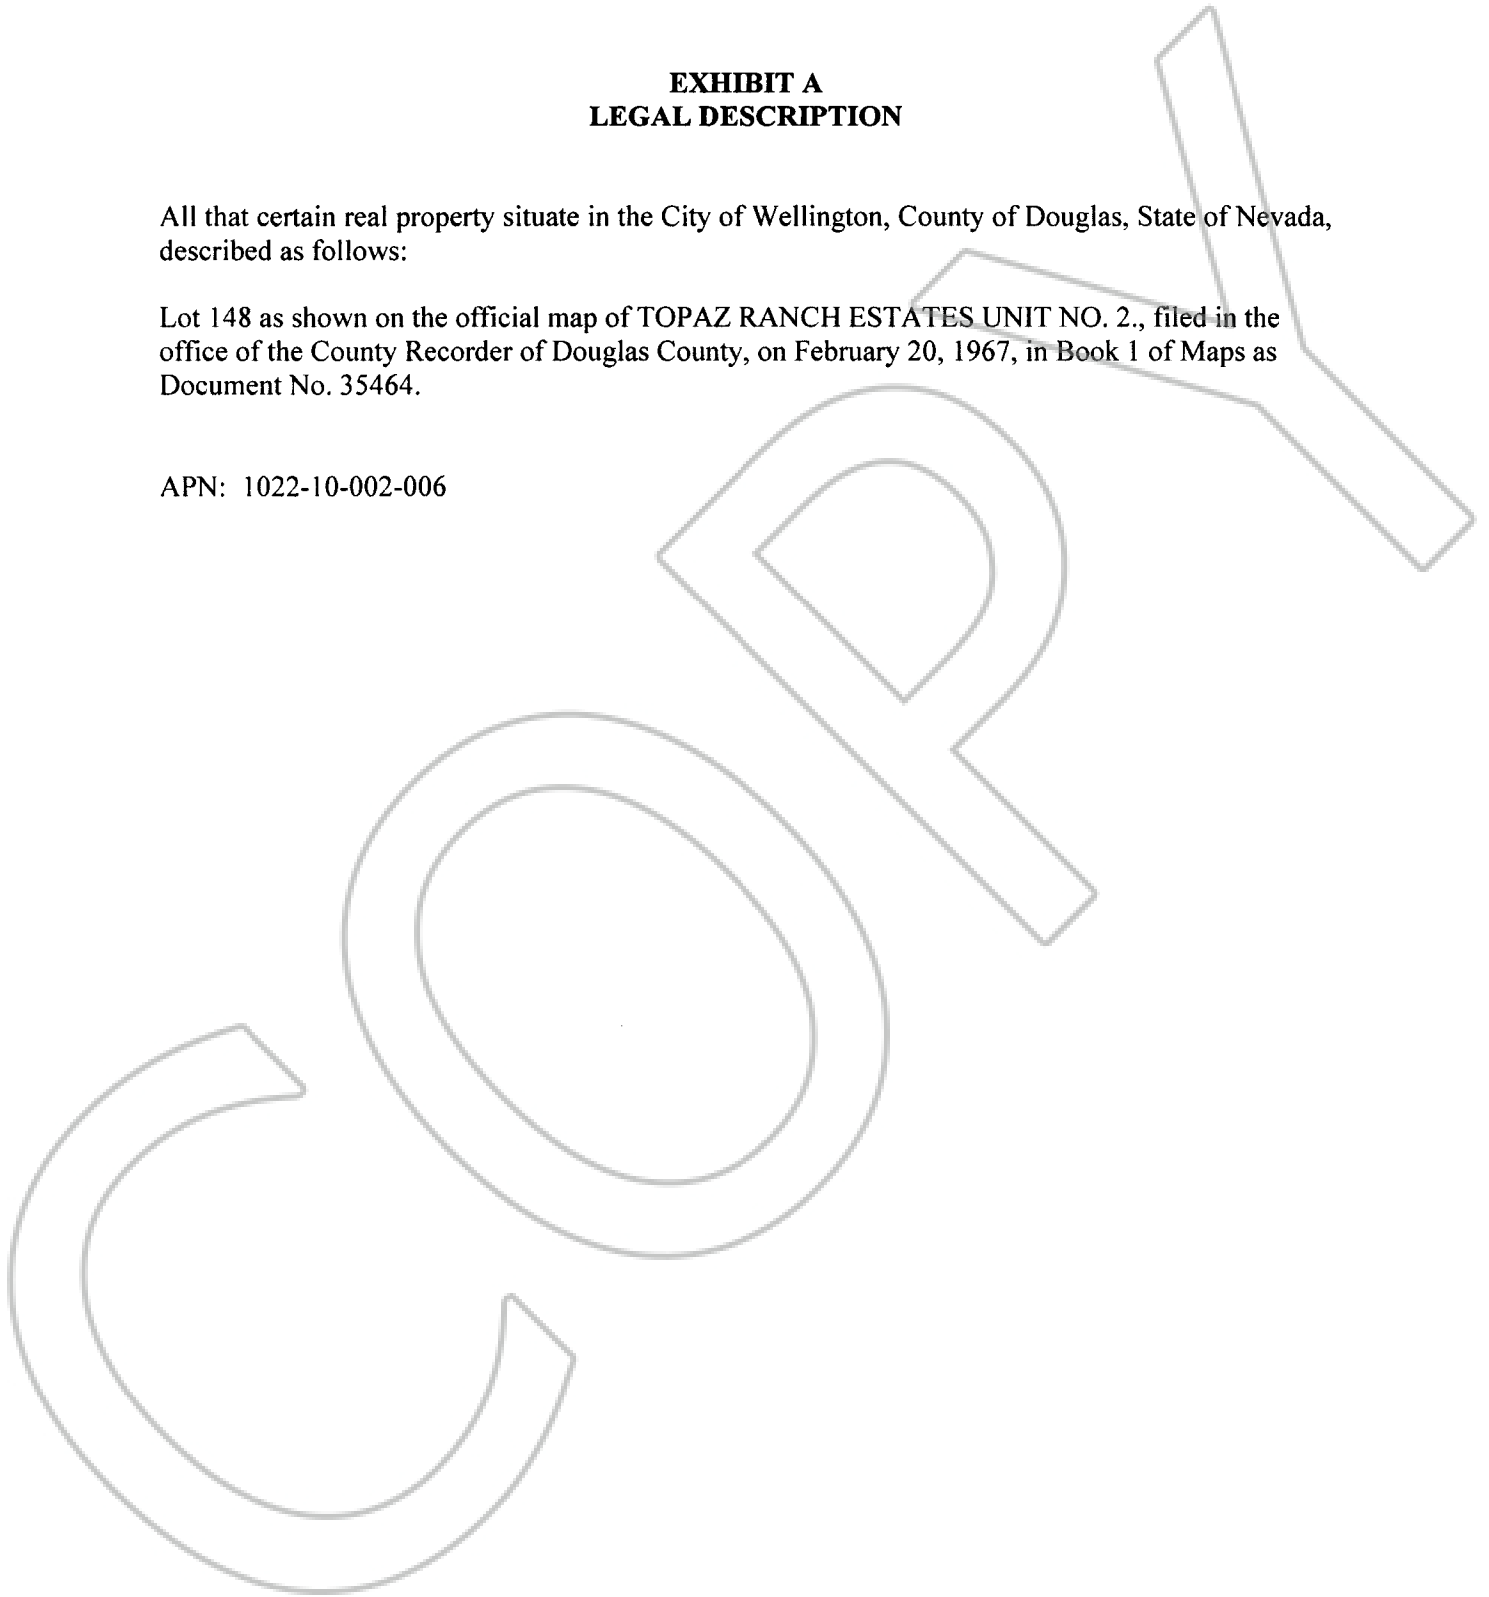 EXHIBIT A
LEGAL DESCRIPTION
All that certain real property situate in the City of Wellington, County of Douglas, State of Nevada,
described as follows:
Lot 148 as shown on the official map of TOPAZ RANCH ESTATES UNIT NO. 2., filed in the
office of the County Recorder of Douglas County, on February 20, 1967, in Book 1 of Maps as
Document No. 35464.
APN: 1022-10-002-006
COPY